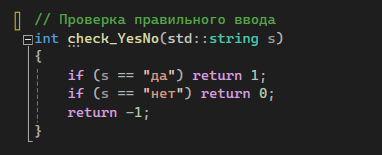 // Проверка правильного ввода
int check_YesNo(std::string s)
{
if (s == "да") return 1;
if (s == "нет") return 0;
return -1;
}